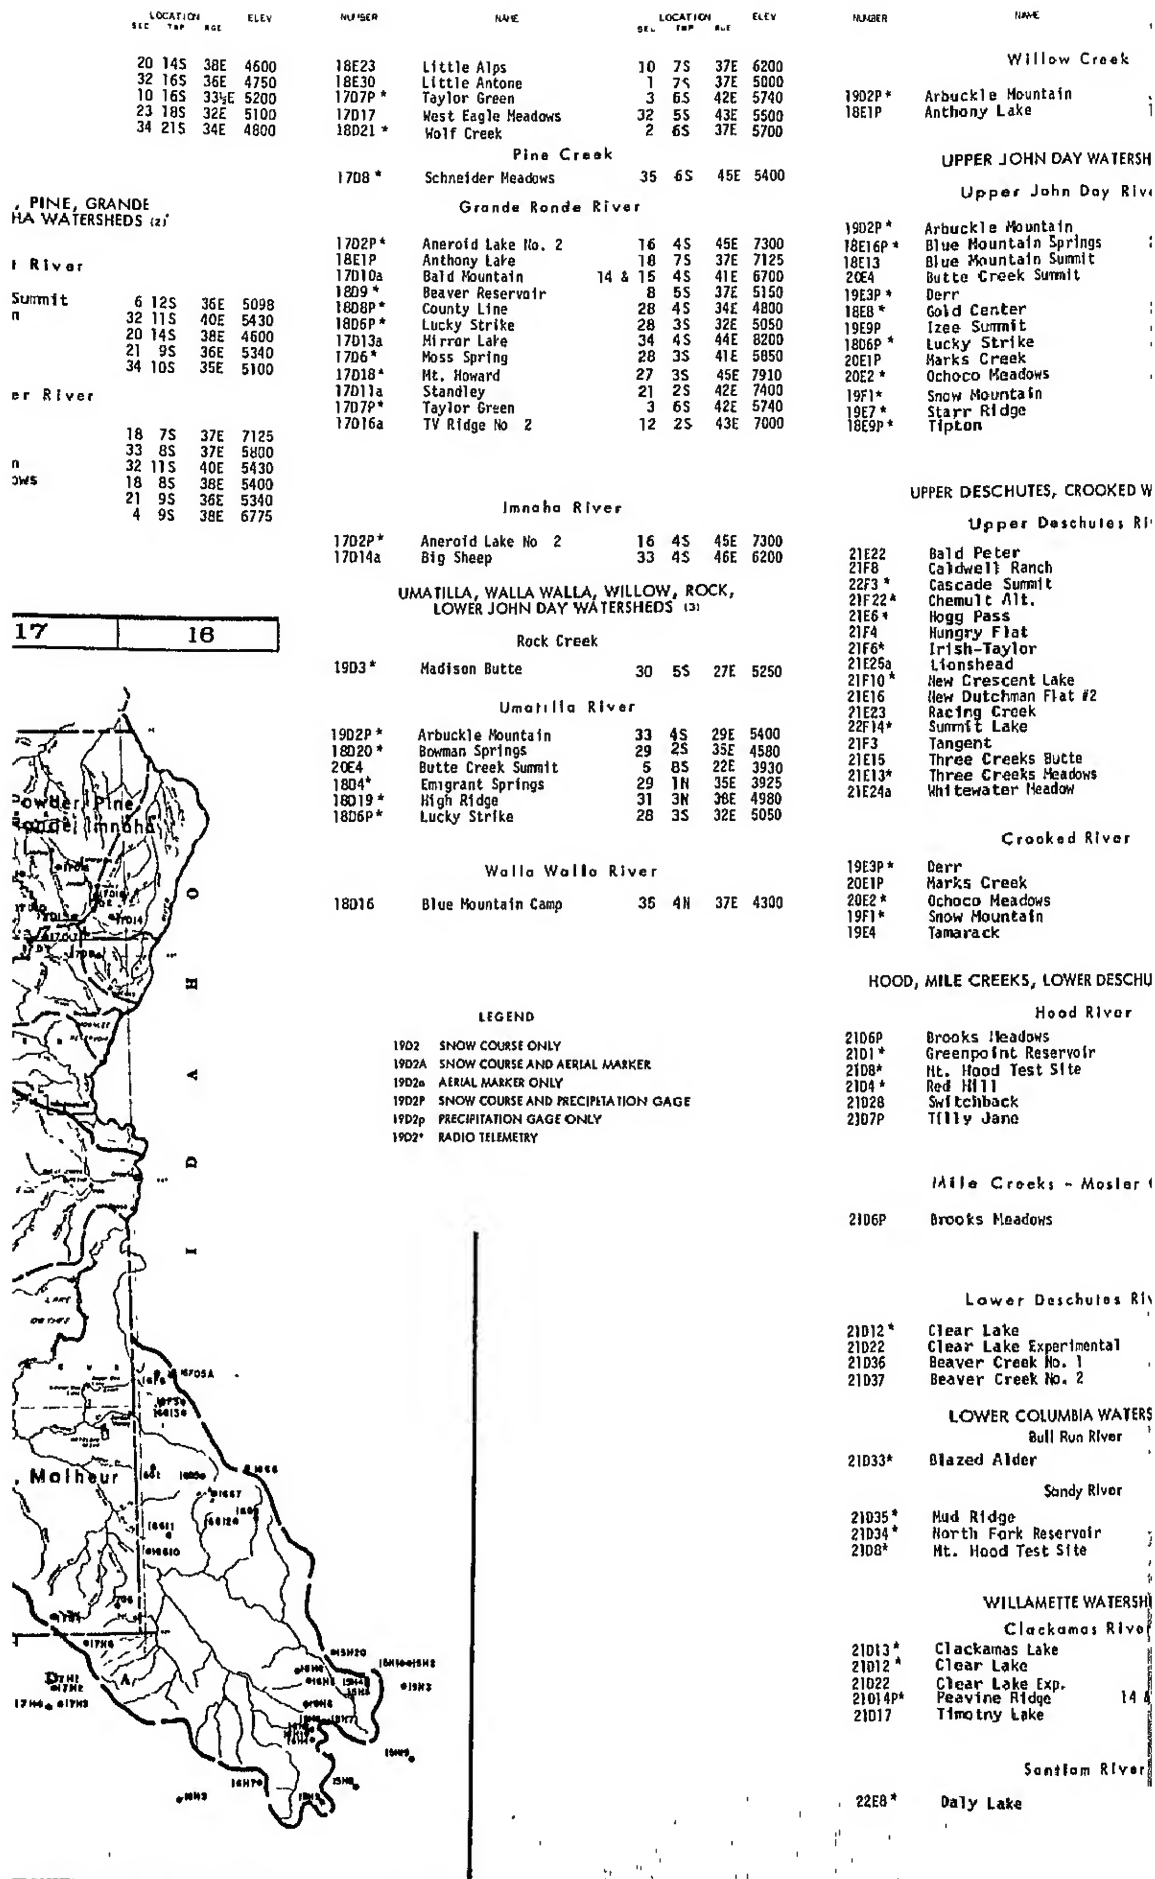 LOCATION ELEV
SEC TWP RGE
20 14S 38E 4600
32 16S 36E 4750
10 16S 33½E 5200
23 18S 32E 5100
34 21S 34E 4800
, PINE, GRANDE
HA WATERSHEDS (2)
River
Summit 6 12S 36E 5098
n 32 11S 40E 5430
20 14S 38E 4600
21 9S 36E 5340
34 10S 35E 5100
er River
18 7S 37E 7125
33 8S 37E 5800
n 32 11S 40E 5430
ows 18 8S 38E 5400
21 9S 36E 5340
4 9S 38E 6775
17 16
NUMBER NAME LOCATION ELEV
SEC TWP RGE
18E23 Little Alps 10 7S 37E 6200
18E30 Little Antone 1 7S 37E 5000
17D7P * Taylor Green 3 6S 42E 5740
17D17 West Eagle Meadows 32 5S 43E 5500
18D21 * Wolf Creek 2 6S 37E 5700
Pine Creek
17D8 * Schneider Meadows 35 6S 45E 5400
Grande Ronde River
17D2P * Aneroid Lake No. 2 16 4S 45E 7300
18E1P Anthony Lake 18 7S 37E 7125
17D10a Bald Mountain 14 & 15 4S 41E 6700
18D9 * Beaver Reservoir 8 5S 37E 5150
18D8P * County Line 28 4S 34E 4800
18D6P * Lucky Strike 28 3S 32E 5050
17D13a Mirror Lake 34 4S 44E 8200
17D6 * Moss Spring 28 3S 41E 5850
17D18 * Mt. Howard 27 3S 45E 7910
17D11a Standley 21 2S 42E 7400
17D7P * Taylor Green 3 6S 42E 5740
17D16a TV Ridge No 2 12 2S 43E 7000
Imnaha River
17D2P * Aneroid Lake No 2 16 4S 45E 7300
17D14a Big Sheep 33 4S 46E 6200
UMATILLA, WALLA WALLA, WILLOW, ROCK,
LOWER JOHN DAY WATERSHEDS (3)
Rock Creek
19D3 * Madison Butte 30 5S 27E 5250
Umatilla River
19D2P * Arbuckle Mountain 33 4S 29E 5400
18D20 * Bowman Springs 29 2S 35E 4580
20E4 Butte Creek Summit 5 8S 22E 3930
18D4 * Emigrant Springs 29 1N 35E 3925
18D19 * High Ridge 31 3N 38E 4980
18D6P * Lucky Strike 28 3S 32E 5050
Walla Walla River
18D16 Blue Mountain Camp 35 4N 37E 4300
LEGEND
19D2 SNOW COURSE ONLY
19D2A SNOW COURSE AND AERIAL MARKER
19D2a AERIAL MARKER ONLY
19D2P SNOW COURSE AND PRECIPITATION GAGE
19D2p PRECIPITATION GAGE ONLY
19D2* RADIO TELEMETRY
NUMBER NAME
Willow Creek
19D2P * Arbuckle Mountain
18E1P Anthony Lake
UPPER JOHN DAY WATERSH
Upper John Day Rive
19D2P * Arbuckle Mountain
18E16P * Blue Mountain Springs
18E13 Blue Mountain Summit
20E4 Butte Creek Summit
19E3P * Derr
18E8 * Gold Center
19E9P Izee Summit
18D6P * Lucky Strike
20E1P Marks Creek
20E2 * Ochoco Meadows
19F1 * Snow Mountain
19E7 * Starr Ridge
18E9P * Tipton
UPPER DESCHUTES, CROOKED W
Upper Deschutes Ri
21E22 Bald Peter
21F8 Caldwell Ranch
22F3 * Cascade Summit
21F22 * Chemult Alt.
21E6 * Hogg Pass
21F4 Hungry Flat
21F6* Irish-Taylor
21E25a Lionshead
21F10 * New Crescent Lake
21E16 New Dutchman Flat #2
21E23 Racing Creek
22F14* Summit Lake
21F3 Tangent
21E15 Three Creeks Butte
21E13* Three Creeks Meadows
21E24a Whitewater Meadow
Crooked River
19E3P * Derr
20E1P Marks Creek
20E2 * Ochoco Meadows
19F1* Snow Mountain
19E4 Tamarack
HOOD, MILE CREEKS, LOWER DESCHU
Hood River
21D6P Brooks Meadows
21D1 * Greenpoint Reservoir
21D8* Mt. Hood Test Site
21D4 * Red Hill
21D28 Switchback
21D7P Tilly Jane
Mile Creeks - Mosier
21D6P Brooks Meadows
Lower Deschutes Riv
21D12 * Clear Lake
21D22 Clear Lake Experimental
21D36 Beaver Creek No. 1
21D37 Beaver Creek No. 2
LOWER COLUMBIA WATERS
Bull Run River
21D33* Blazed Alder
Sandy River
21D35 * Mud Ridge
21D34 * North Fork Reservoir
21D8* Mt. Hood Test Site
WILLAMETTE WATERSH
Clackamas River
21D13 * Clackamas Lake
21D12 * Clear Lake
21D22 Clear Lake Exp.
21D14P* Peavine Ridge 14 &
21D17 Timothy Lake
Santiam River
22E8 * Daly Lake
owder, Pine
onde, Imnaha
I D A H O
LAKE
OWYHEE
, Malheur
16F05A
16G6
16G7
16G12
16G11
16G10
17H2
17H3
15H20
15H3
15H9
16H7
16H3